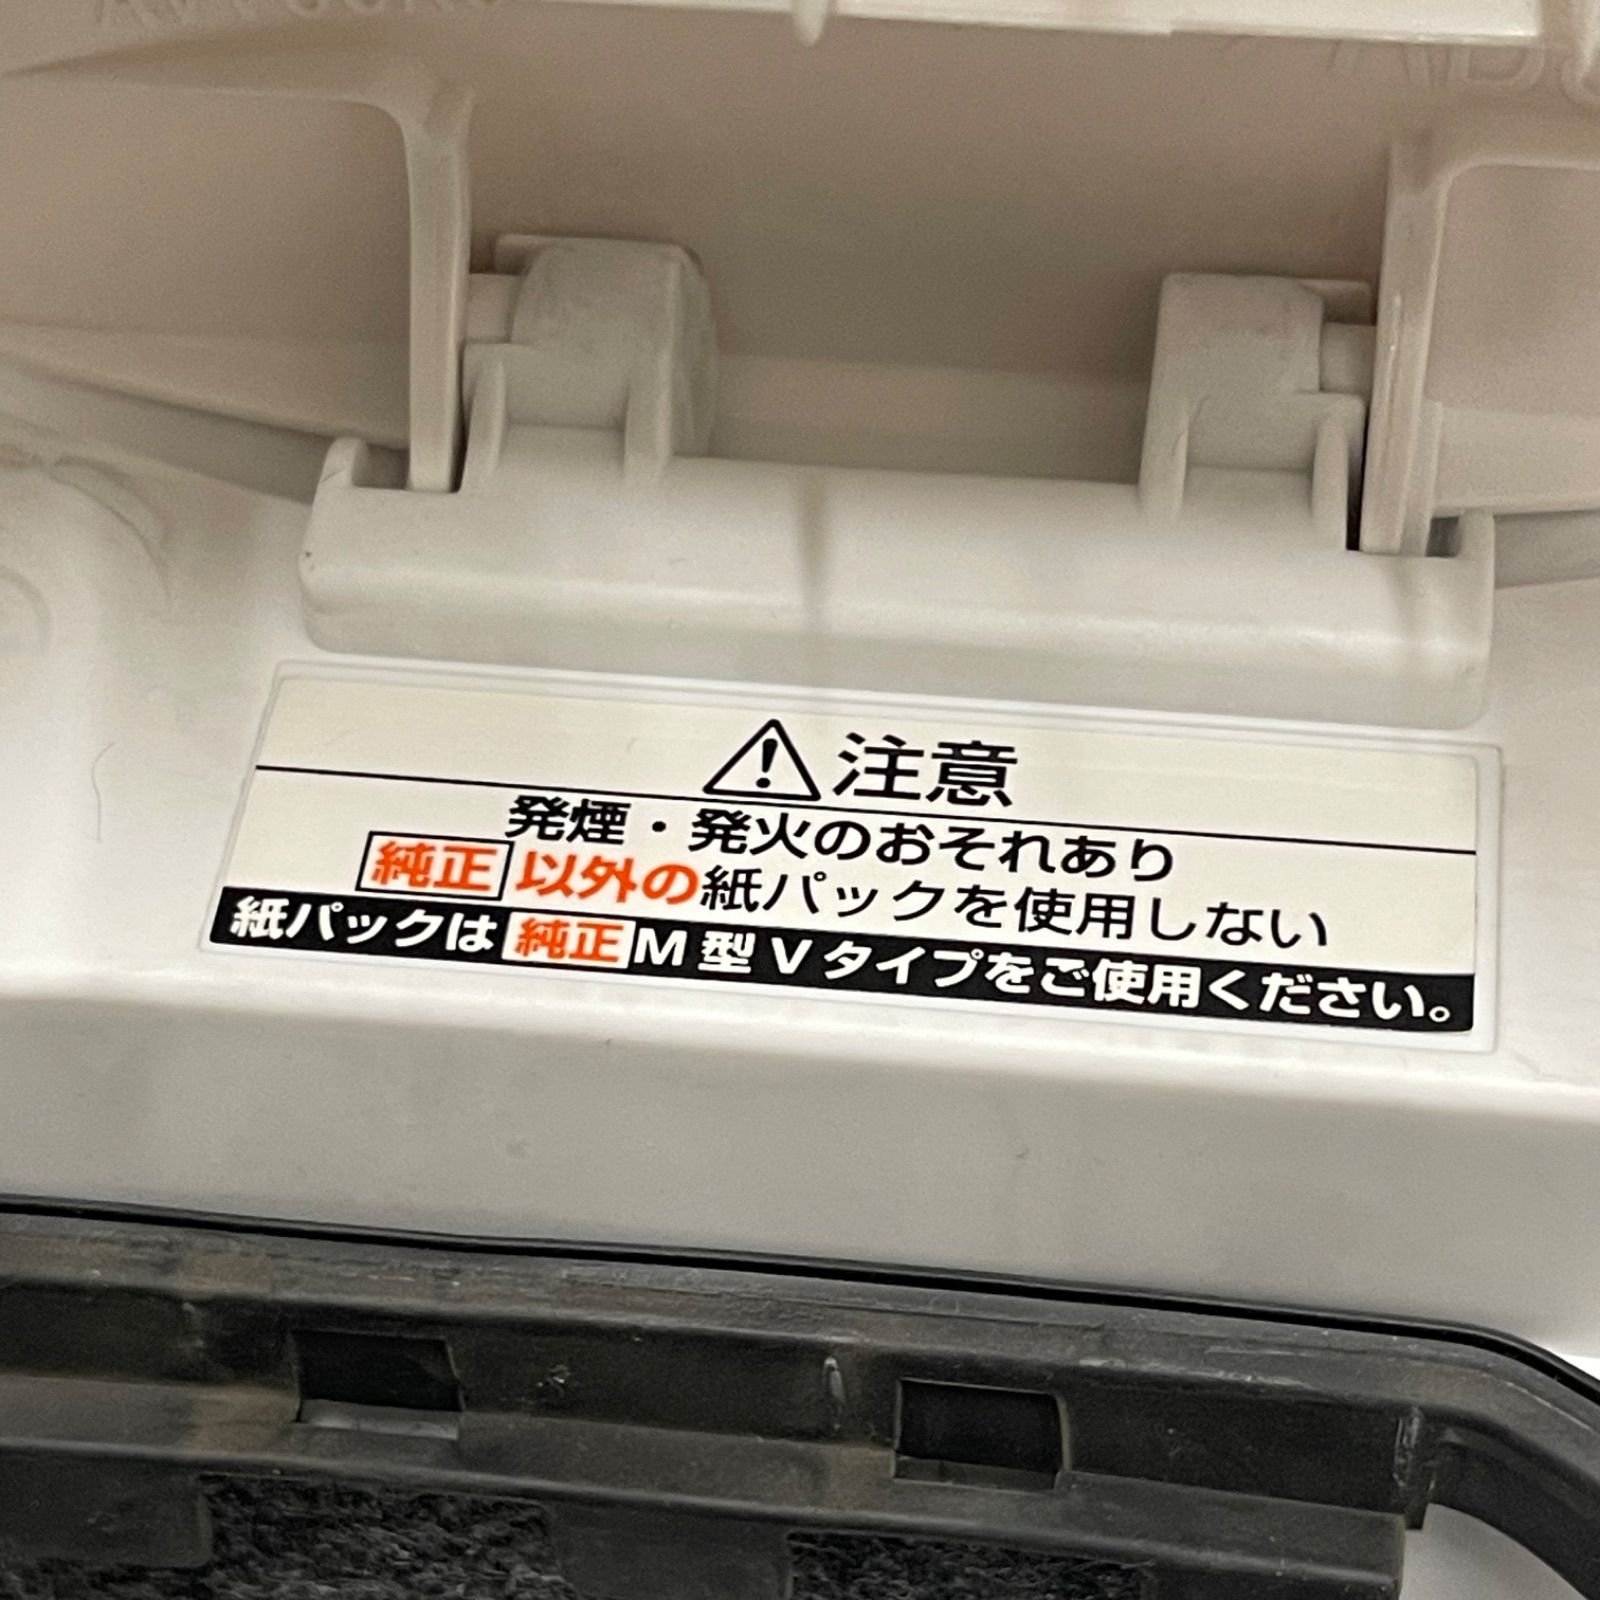 注意
発煙・発火のおそれあり
純正以外の紙パックを使用しない
紙パックは純正M型Vタイプをご使用ください。